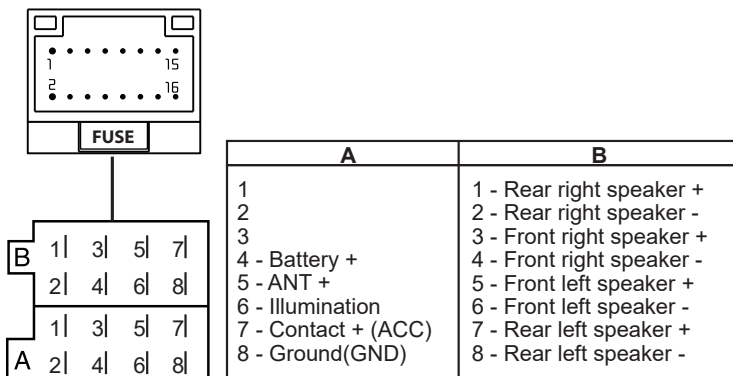 1 15
2 16
FUSE
B 1 3 5 7
2 4 6 8
1 3 5 7
A 2 4 6 8
A B
1 1 - Rear right speaker +
2 2 - Rear right speaker -
3 3 - Front right speaker +
4 - Battery + 4 - Front right speaker -
5 - ANT + 5 - Front left speaker +
6 - Illumination 6 - Front left speaker -
7 - Contact + (ACC) 7 - Rear left speaker +
8 - Ground(GND) 8 - Rear left speaker -